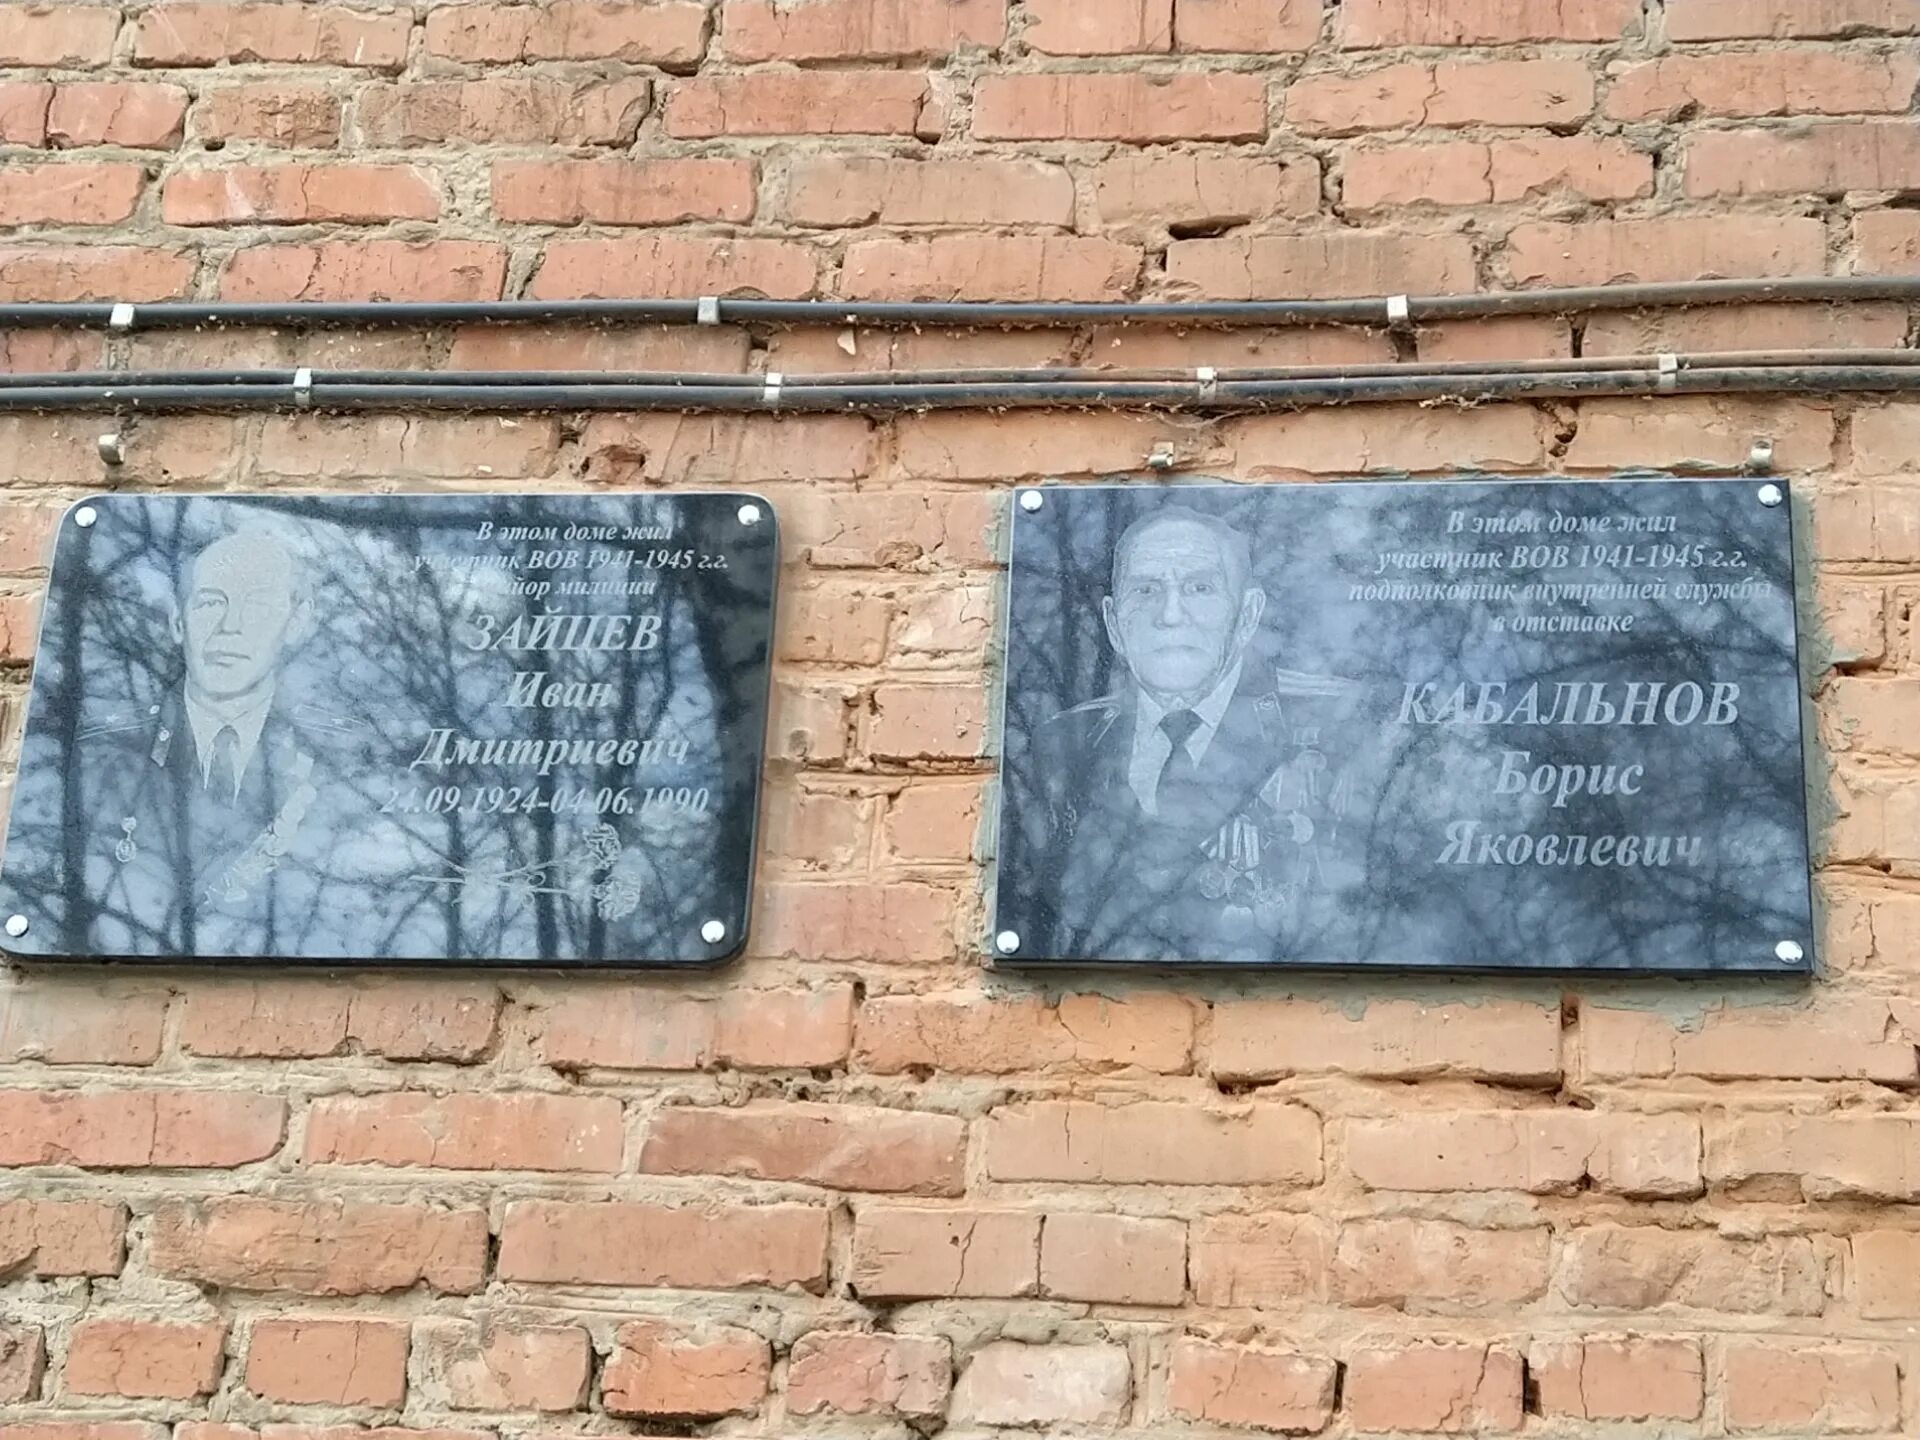 В этом доме жил
участник ВОВ 1941-1945 г.г.
майор милиции
ЗАЙЦЕВ
Иван
Дмитриевич
24.09.1924-04.06.1990
В этом доме жил
участник ВОВ 1941-1945 г.г.
подполковник внутренней службы
в отставке
КАБАЛЬНОВ
Борис
Яковлевич